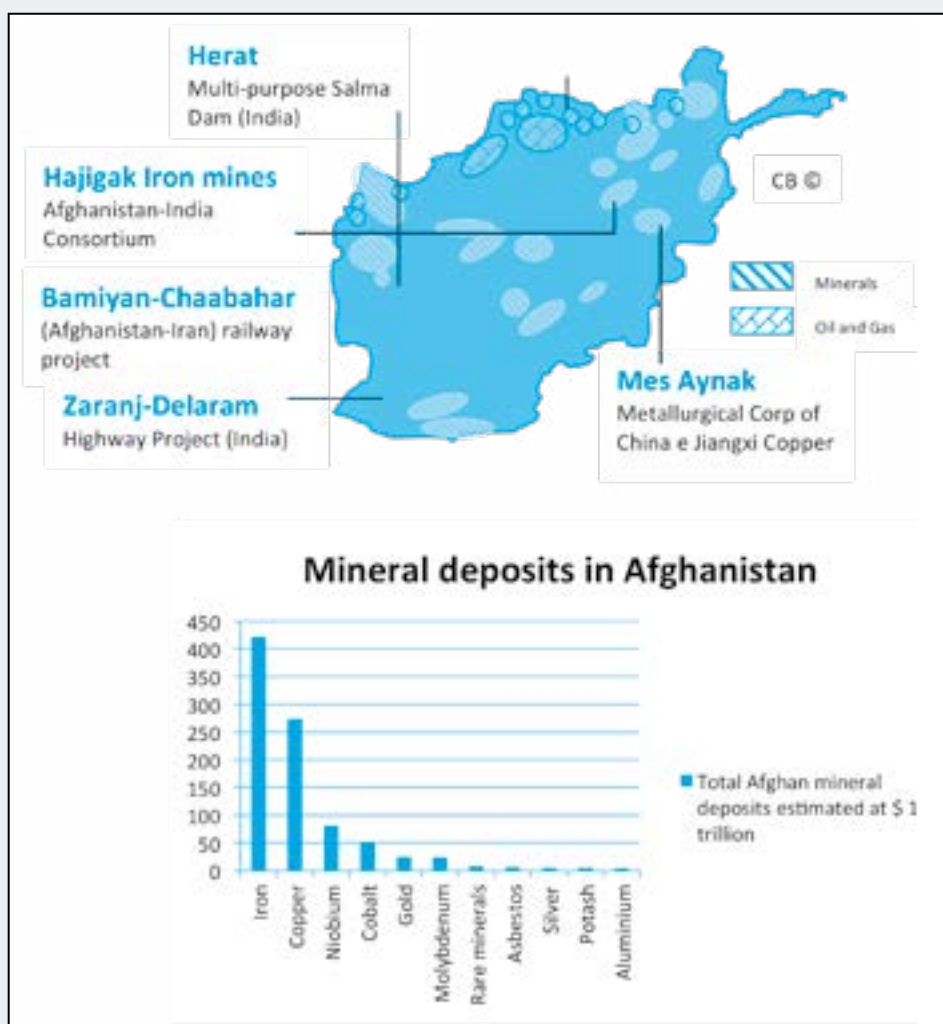 Herat
Multi-purpose Salma
Dam (India)
Hajigak Iron mines
Afghanistan-India
Consortium
CB ©
Bamiyan-Chaabahar
(Afghanistan-Iran) railway
project
Minerals
Oil and Gas
Zaranj-Delaram
Highway Project (India)
Mes Aynak
Metallurgical Corp of
China e Jiangxi Copper
Mineral deposits in Afghanistan
450
400
350
300
250
200
150
100
50
0
Iron
Copper
Niobium
Cobalt
Gold
Molybdenum
Rare minerals
Asbestos
Silver
Potash
Aluminium
Total Afghan mineral
deposits estimated at $ 1
trillion